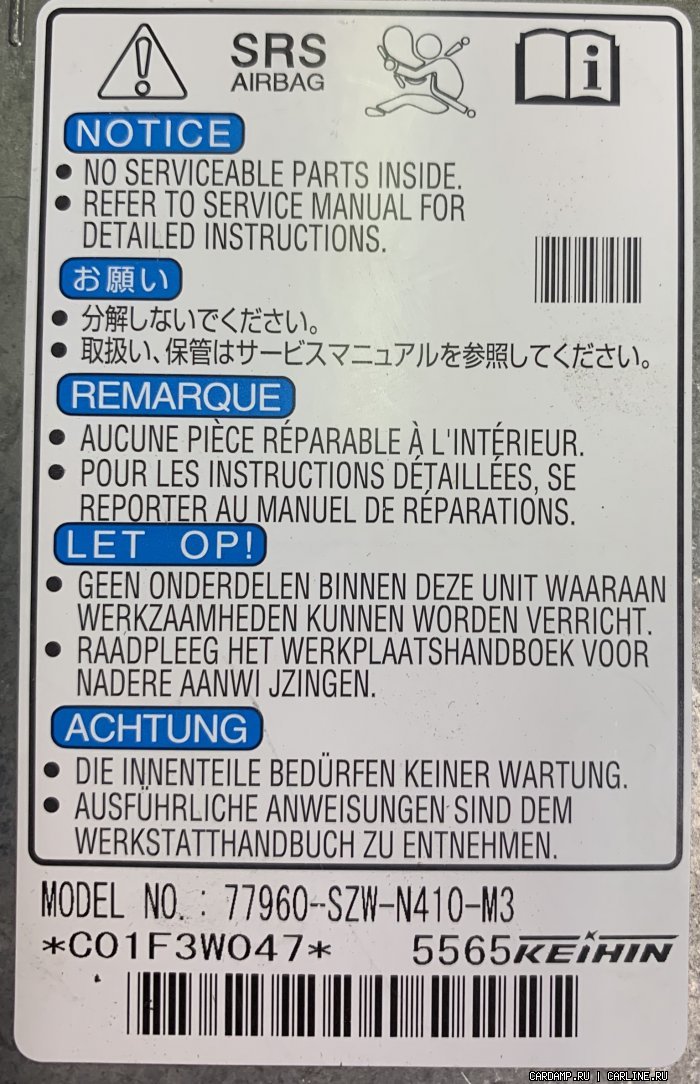 SRS
AIRBAG
NOTICE
• NO SERVICEABLE PARTS INSIDE.
• REFER TO SERVICE MANUAL FOR
DETAILED INSTRUCTIONS.
お願い
• 分解しないでください。
• 取扱い、保管はサービスマニュアルを参照してください。
REMARQUE
• AUCUNE PIÈCE RÉPARABLE À L'INTÉRIEUR.
• POUR LES INSTRUCTIONS DÉTAILLÉES, SE
REPORTER AU MANUEL DE RÉPARATIONS.
LET OP!
• GEEN ONDERDELEN BINNEN DEZE UNIT WAARAAN
WERKZAAMHEDEN KUNNEN WORDEN VERRICHT.
• RAADPLEEG HET WERKPLAATSHANDBOEK VOOR
NADERE AANWI JZINGEN.
ACHTUNG
• DIE INNENTEILE BEDÜRFEN KEINER WARTUNG.
• AUSFÜHRLICHE ANWEISUNGEN SIND DEM
WERKSTATTHANDBUCH ZU ENTNEHMEN.
MODEL NO. : 77960-SZW-N410-M3
*C01F3W047* 5565 KEIHIN
CARDAMP.RU | CARLINE.RU